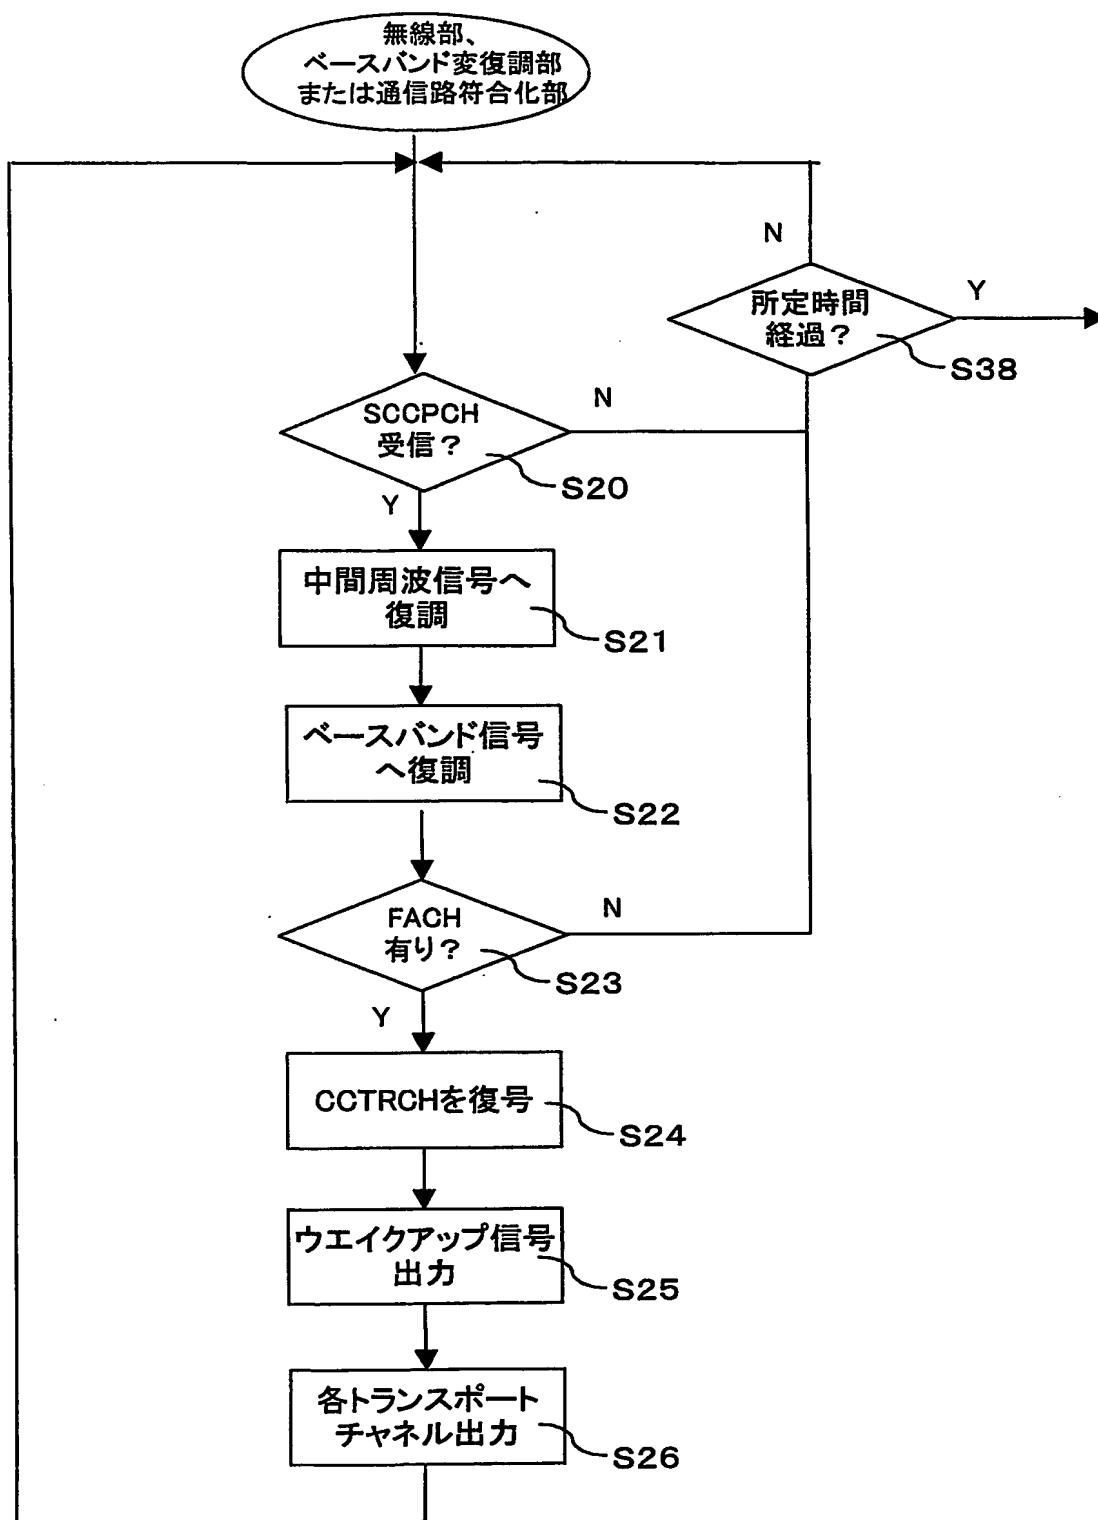 無線部、
ベースバンド変復調部
または通信路符合化部
N
所定時間
経過?
Y
S38
SCCPCH
受信?
N
S20
Y
中間周波信号へ
復調
S21
ベースバンド信号
へ復調
S22
FACH
有り?
N
S23
Y
CCTRCHを復号
S24
ウエイクアップ信号
出力
S25
各トランスポート
チャネル出力
S26